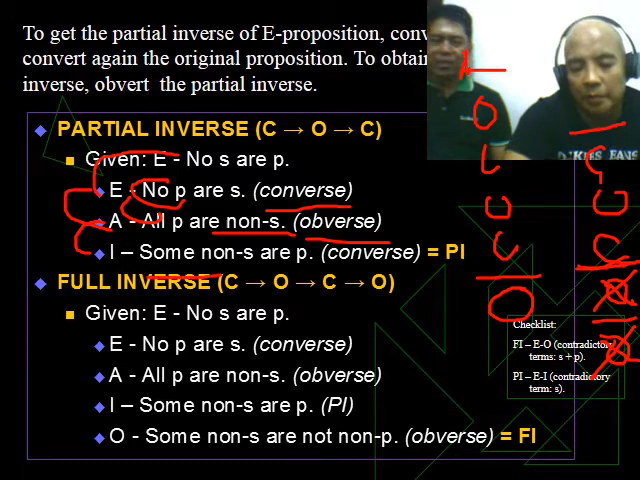 To get the partial inverse of E-proposition, conv
convert again the original proposition. To obtain
inverse, obvert the partial inverse.
PARTIAL INVERSE (C → O → C)
Given: E - No s are p.
E - No p are s. (converse)
A - All p are non-s. (obverse)
I – Some non-s are p. (converse) = PI
FULL INVERSE (C → O → C → O)
Given: E - No s are p.
E - No p are s. (converse)
A - All p are non-s. (obverse)
I – Some non-s are p. (PI)
O - Some non-s are not non-p. (obverse) = FI
A
O
C
O
C
O
C
O
C
Checklist:
FI – E-O (contradictory
terms: s + p).
PI – E-I (contradictory
term: s).